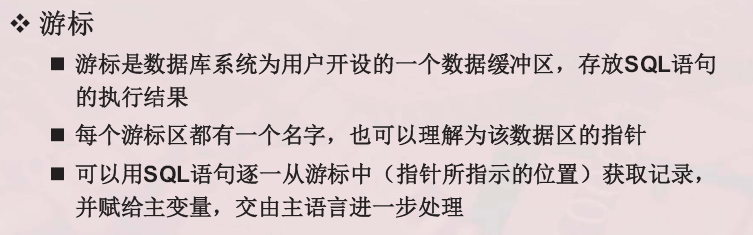 ❖ 游标
■ 游标是数据库系统为用户开设的一个数据缓冲区，存放SQL语句
的执行结果
■ 每个游标区都有一个名字，也可以理解为该数据区的指针
■ 可以用SQL语句逐一从游标中（指针所指示的位置）获取记录，
并赋给主变量，交由主语言进一步处理